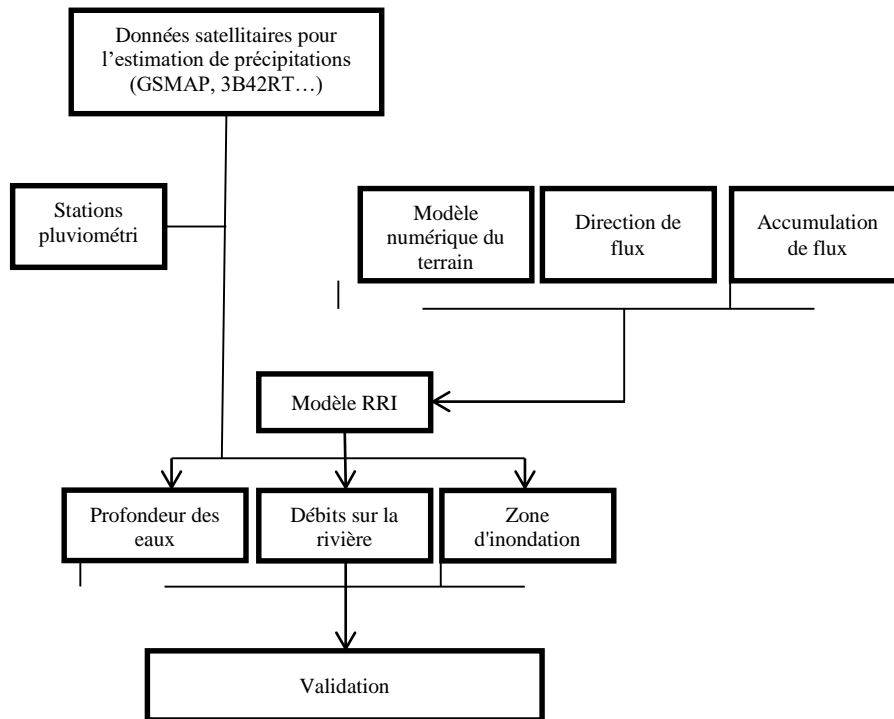 Données satellitaires pour
l'estimation de précipitations
(GSMAP, 3B42RT…)
Stations
pluviométri
Modèle
numérique du
terrain
Direction de
flux
Accumulation
de flux
Modèle RRI
Profondeur des
eaux
Débits sur la
rivière
Zone
d'inondation
Validation